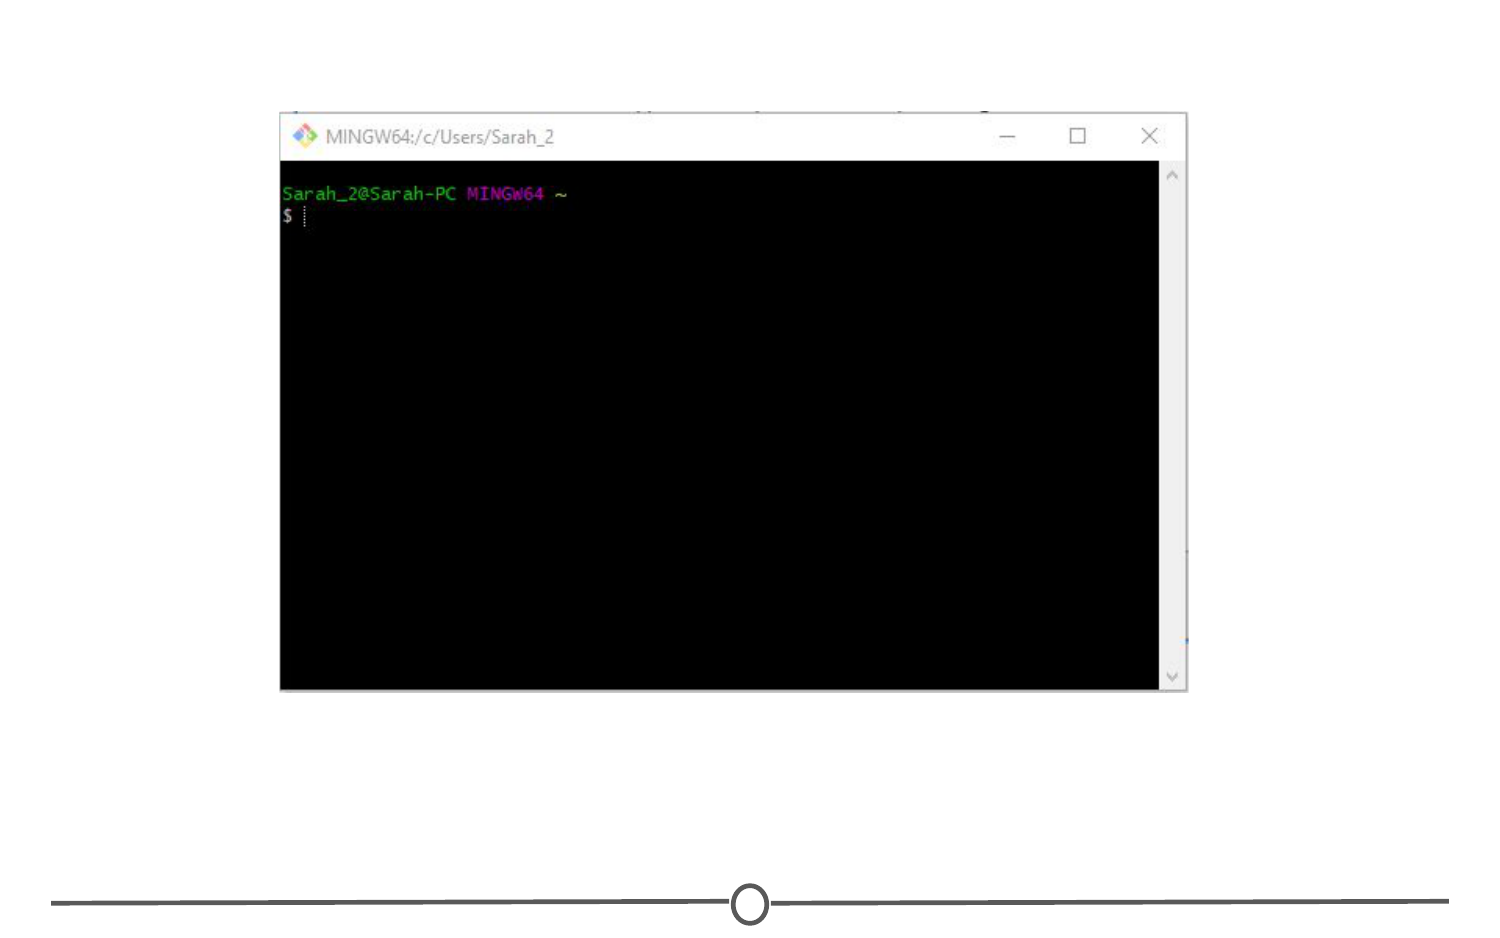 MINGW64:/c/Users/Sarah_2
Sarah_2@Sarah-PC MINGW64 ~
$